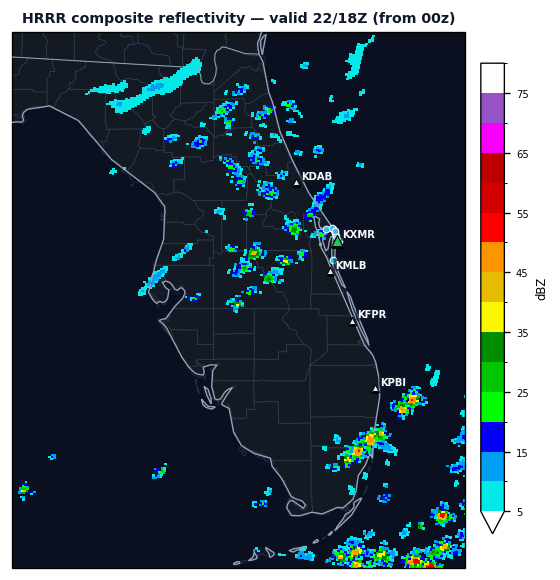 HRRR composite reflectivity — valid 22/18Z (from 00z)
75
65
55
45
35
25
15
5
dBZ
KDAB
KXMR
KMLB
KFPR
KPBI